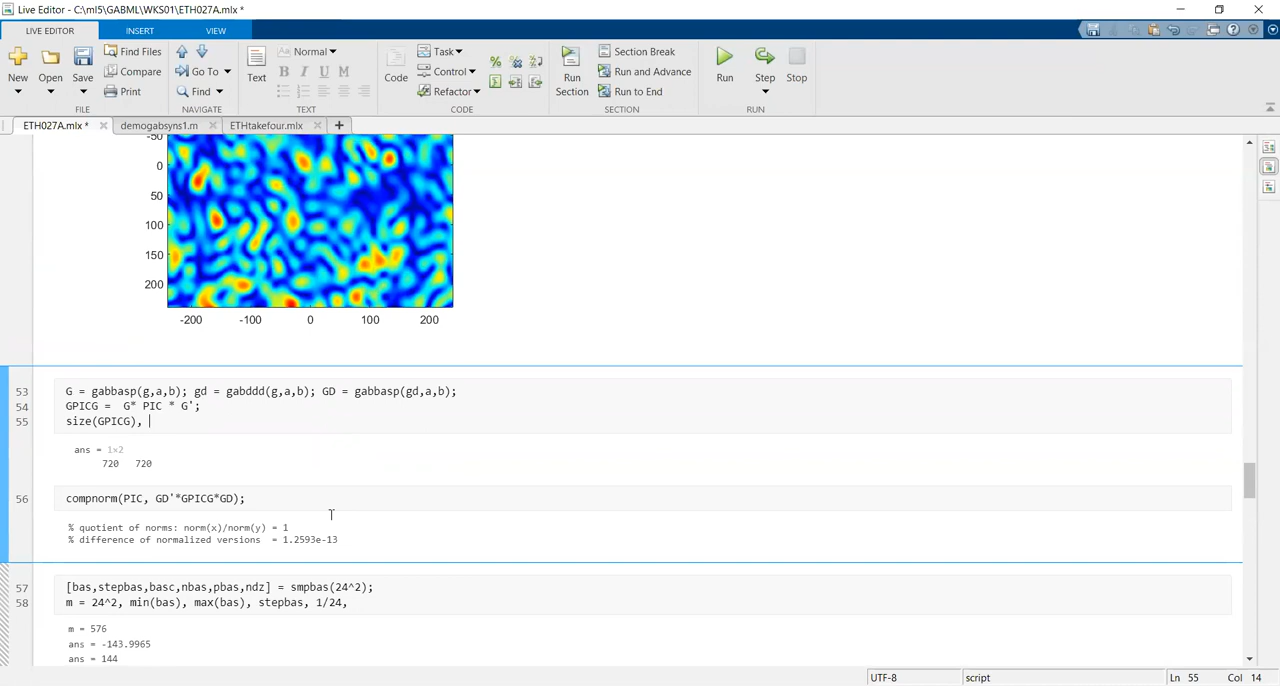 Live Editor - C:\ml5\GABML\WKS01\ETH027A.mlx *
LIVE EDITOR INSERT VIEW
New Open Save Find Files Compare Print
FILE
Go To Find
NAVIGATE
Text Aa Normal B I U M
TEXT
Code Task Control Refactor
CODE
Run Section Section Break Run and Advance Run to End
SECTION
Run Step Stop
RUN
ETH027A.mlx * demogabsyns1.m ETHtakefour.mlx
-50
0
50
100
150
200
-200 -100 0 100 200
53 G = gabbasp(g,a,b); gd = gabddd(g,a,b); GD = gabbasp(gd,a,b);
54 GPICG =  G* PIC * G';
55 size(GPICG),
ans = 1×2
720 720
56 compnorm(PIC, GD'*GPICG*GD);
% quotient of norms: norm(x)/norm(y) = 1
% difference of normalized versions  = 1.2593e-13
57 [bas,stepbas,basc,nbas,pbas,ndz] = smpbas(24^2);
58 m = 24^2, min(bas), max(bas), stepbas, 1/24,
m = 576
ans = -143.9965
ans = 144
UTF-8 script Ln 55 Col 14